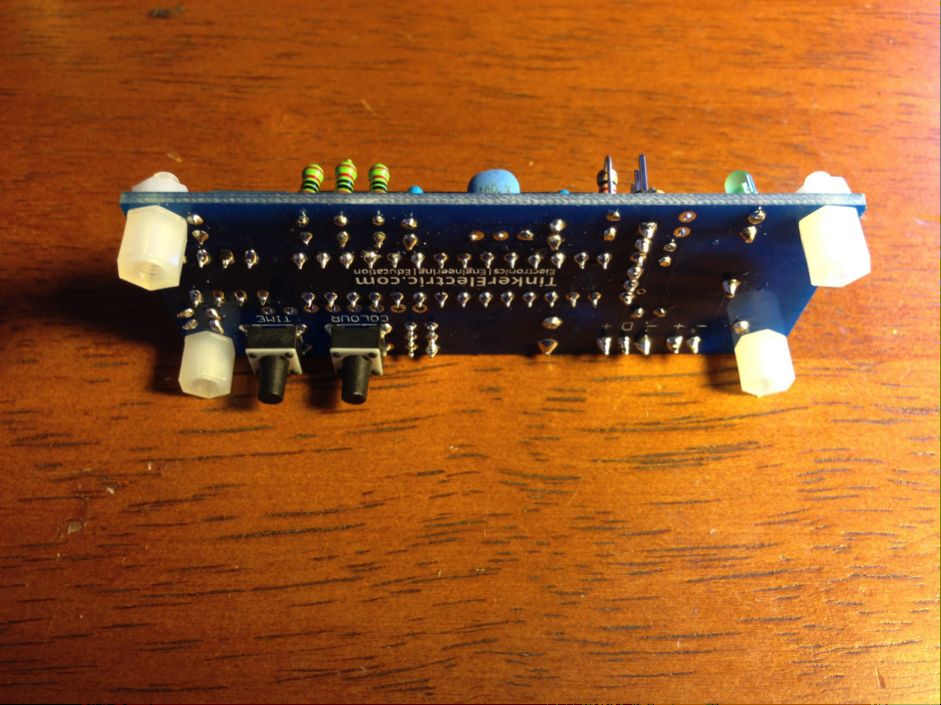 TinkerElectric.com
Electronics|Engineering|Education
COLOUR
TIME
- + - D +